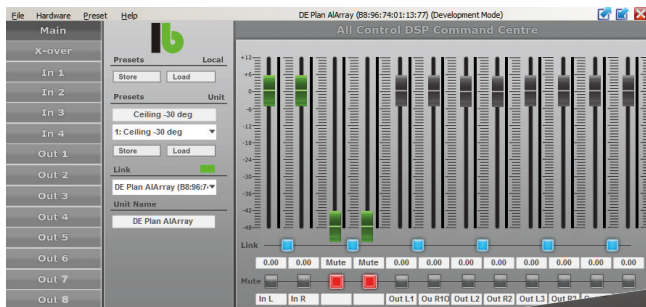 File Hardware Preset Help DE Plan AlArray (B8:96:74:01:13:77) (Development Mode)
Main
X-over
In 1
In 2
In 3
In 4
Out 1
Out 2
Out 3
Out 4
Out 5
Out 6
Out 7
Out 8
lb
Presets Local
Store Load
Presets Unit
Ceiling -30 deg
1: Ceiling -30 deg
Store Load
Link
DE Plan AlArray (B8:96:7
Unit Name
DE Plan AlArray
All Control DSP Command Centre
+12
+6
0
-6
-12
-18
-24
-30
-36
-42
-48
Link
0.00 0.00 Mute Mute 0.00 0.00 0.00 0.00 0.00 0.00 0.00 0.00
Mute
In L In R Out L1 Ou R1O Out L2 Out R2 Out L3 Out R3